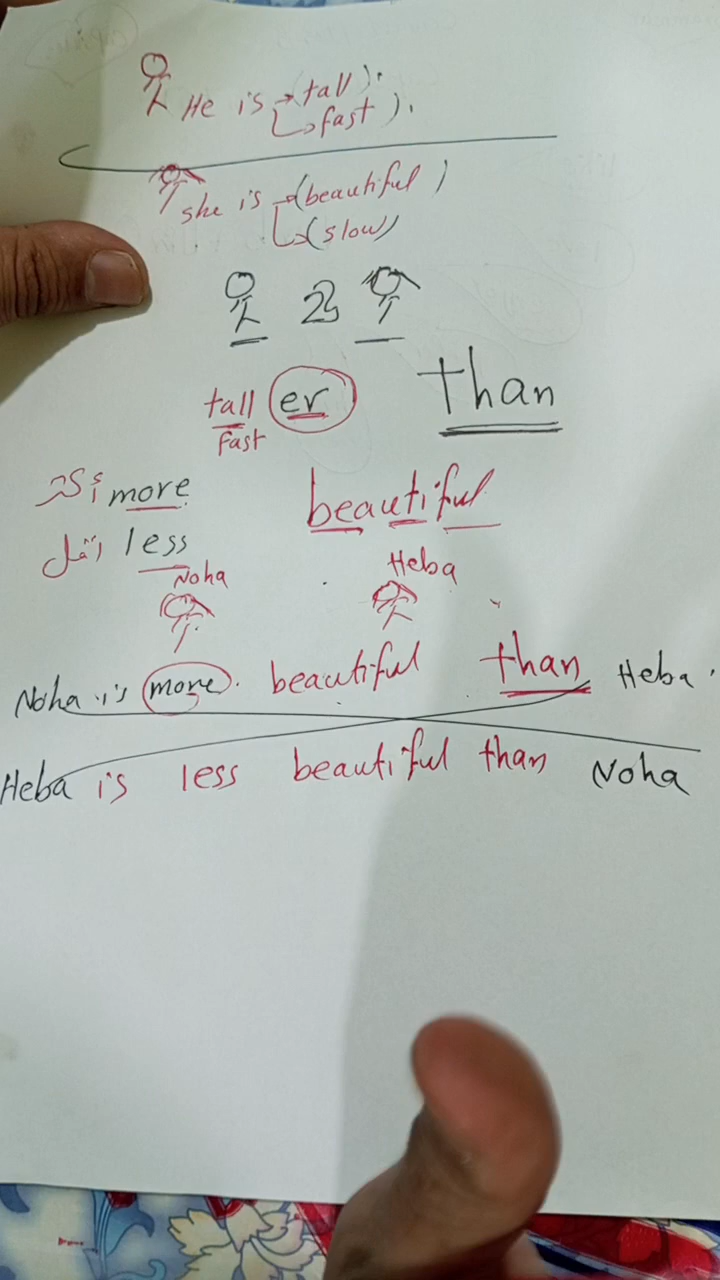 He is → (tall).
↳ fast ).
she is → (beautiful)
↳ (slow)
tall er than
Fast
أكثر more beautiful
أقل less
Noha Heba
Noha is more beautiful than Heba.
Heba is less beautiful than Noha